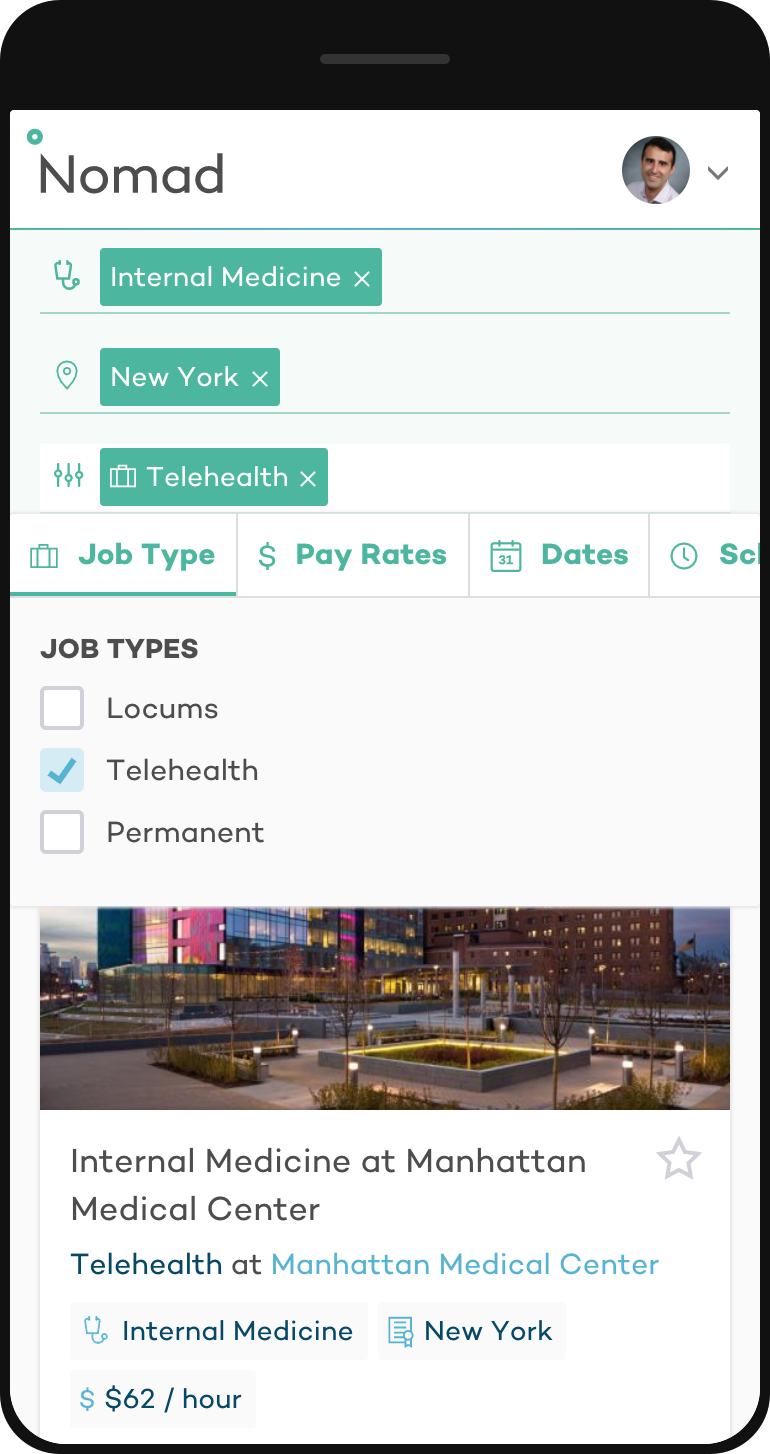 Nomad
Internal Medicine ×
New York ×
Telehealth ×
Job Type $ Pay Rates 31 Dates Sch
JOB TYPES
Locums
Telehealth
Permanent
Internal Medicine at Manhattan
Medical Center
Telehealth at Manhattan Medical Center
Internal Medicine New York
$ $62 / hour